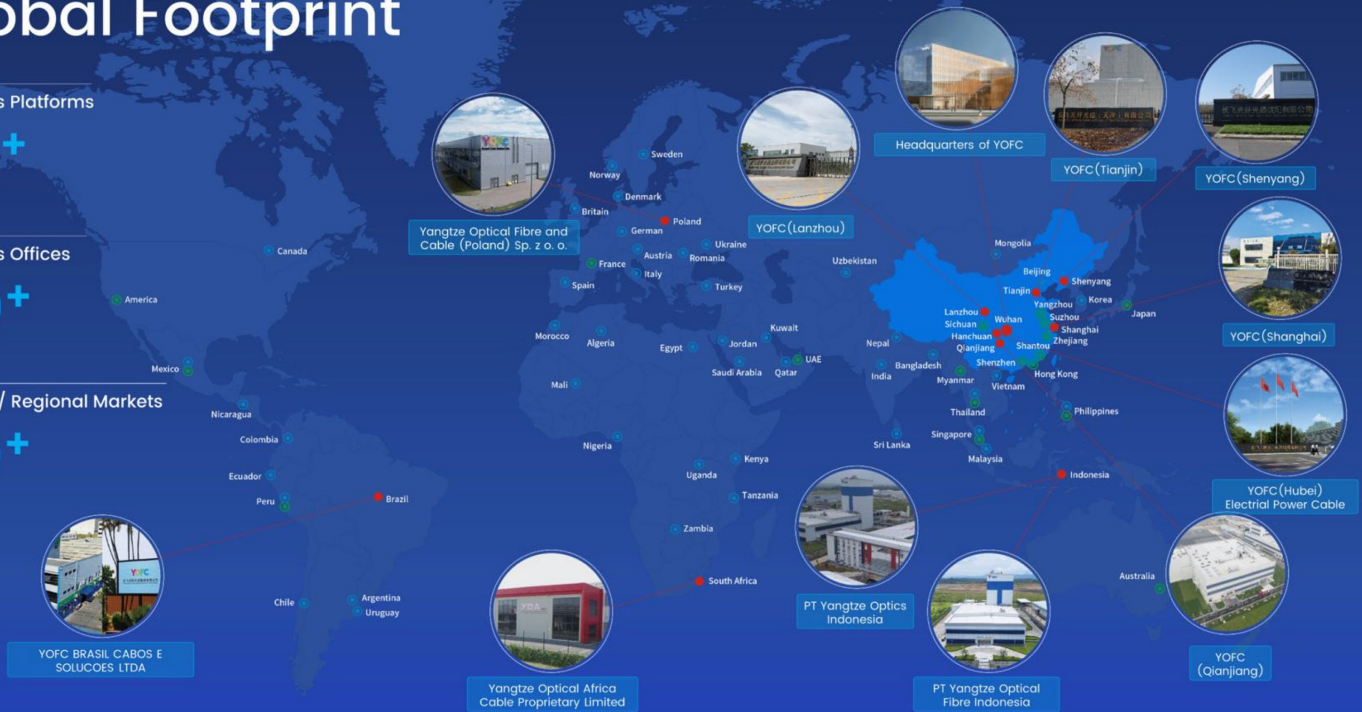 obal Footprint
s Platforms
+
s Offices
+
/ Regional Markets
+
Headquarters of YOFC
YOFC(Tianjin)
YOFC(Shenyang)
YOFC(Lanzhou)
Yangtze Optical Fibre and
Cable (Poland) Sp. z o. o.
YOFC(Shanghai)
YOFC(Hubei)
Electrial Power Cable
YOFC
(Qianjiang)
PT Yangtze Optics
Indonesia
PT Yangtze Optical
Fibre Indonesia
Yangtze Optical Africa
Cable Proprietary Limited
YOFC BRASIL CABOS E
SOLUCOES LTDA
YOFC
YOFC
Canada
America
Mexico
Nicaragua
Colombia
Ecuador
Peru
Brazil
Chile
Argentina
Uruguay
Sweden
Norway
Denmark
Britain
Poland
German
Ukraine
Austria
Romania
France
Italy
Spain
Turkey
Morocco
Algeria
Egypt
Jordan
Kuwait
Saudi Arabia
Qatar
UAE
Mali
Nigeria
Uganda
Kenya
Tanzania
Zambia
South Africa
Uzbekistan
Mongolia
Beijing
Tianjin
Shenyang
Yangzhou
Korea
Japan
Lanzhou
Wuhan
Suzhou
Sichuan
Shanghai
Hanchuan
Zhejiang
Qianjiang
Shantou
Nepal
Shenzhen
Hong Kong
Bangladesh
India
Myanmar
Vietnam
Thailand
Philippines
Sri Lanka
Singapore
Malaysia
Indonesia
Australia